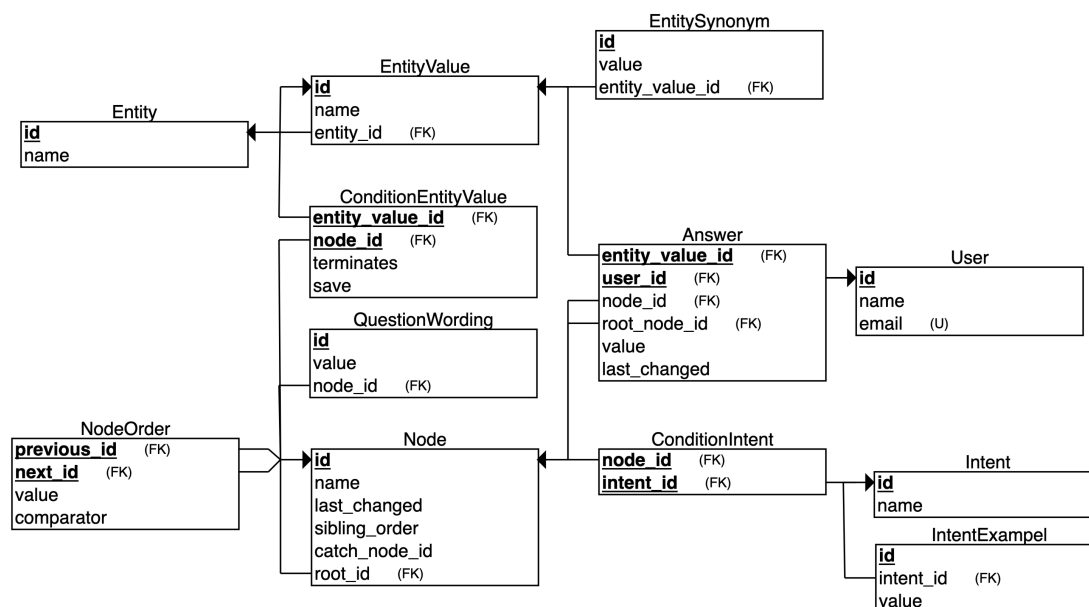 EntitySynonym
id
value
entity_value_id (FK)
EntityValue
id
name
entity_id (FK)
Entity
id
name
ConditionEntityValue
entity_value_id (FK)
node_id (FK)
terminates
save
Answer
entity_value_id (FK)
user_id (FK)
node_id (FK)
root_node_id (FK)
value
last_changed
User
id
name
email (U)
QuestionWording
id
value
node_id (FK)
NodeOrder
previous_id (FK)
next_id (FK)
value
comparator
Node
id
name
last_changed
sibling_order
catch_node_id
root_id (FK)
ConditionIntent
node_id (FK)
intent_id (FK)
Intent
id
name
IntentExampel
id
intent_id (FK)
value